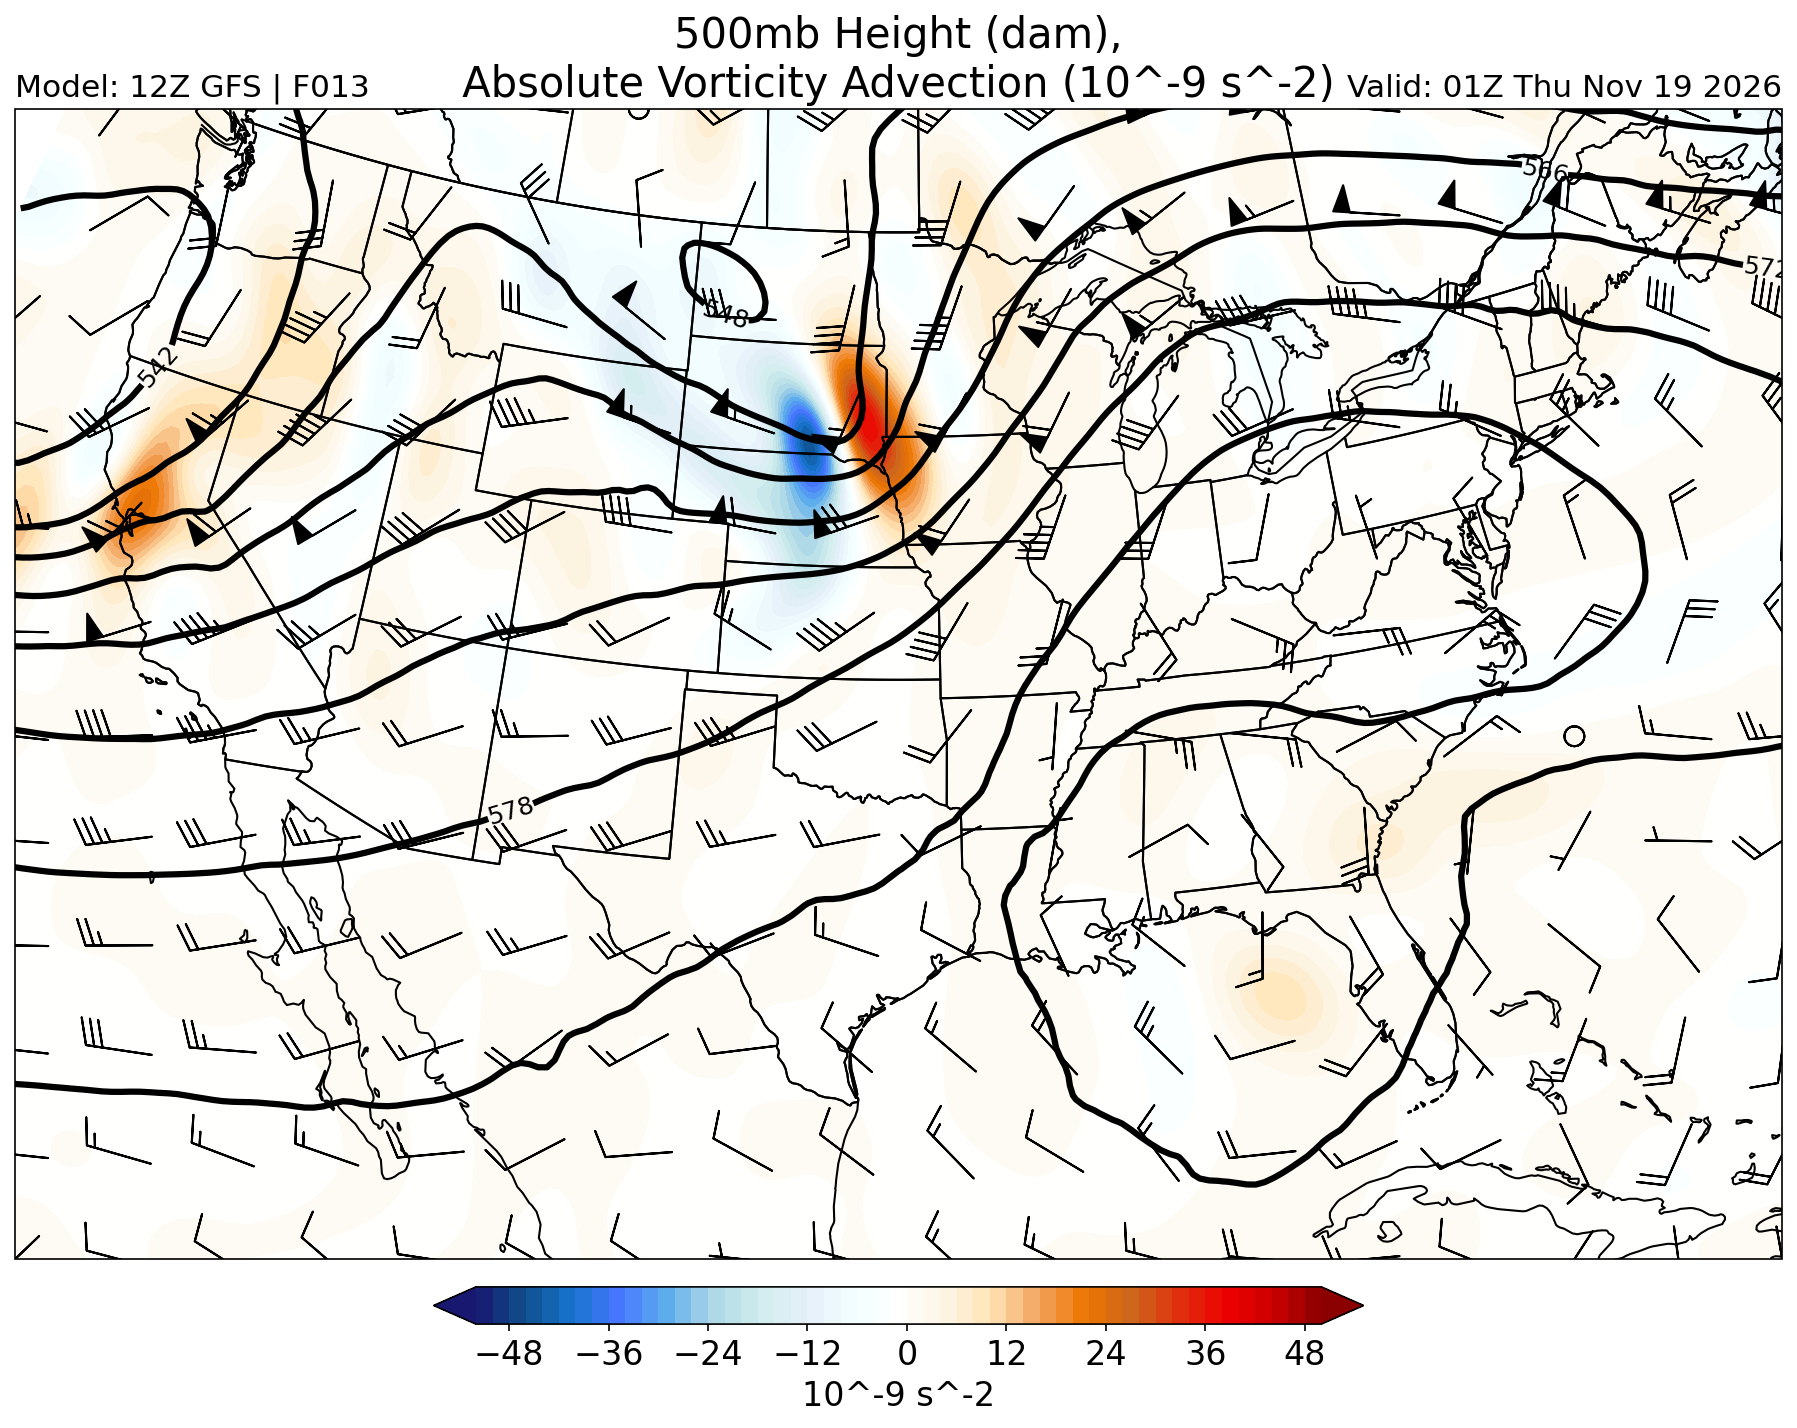 500mb Height (dam),
Model: 12Z GFS | F013
Absolute Vorticity Advection (10^-9 s^-2)
Valid: 01Z Thu Nov 19 2026
566
572
548
542
578
−48 −36 −24 −12 0 12 24 36 48
10^-9 s^-2